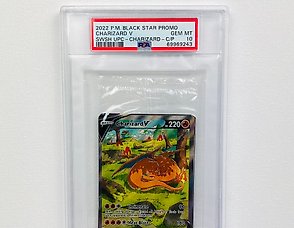 2022 P.M. BLACK STAR PROMO
CHARIZARD V GEM MT
SWSH UPC - CHARIZARD - C/P 10
PSA 69969243
Charizard V 220